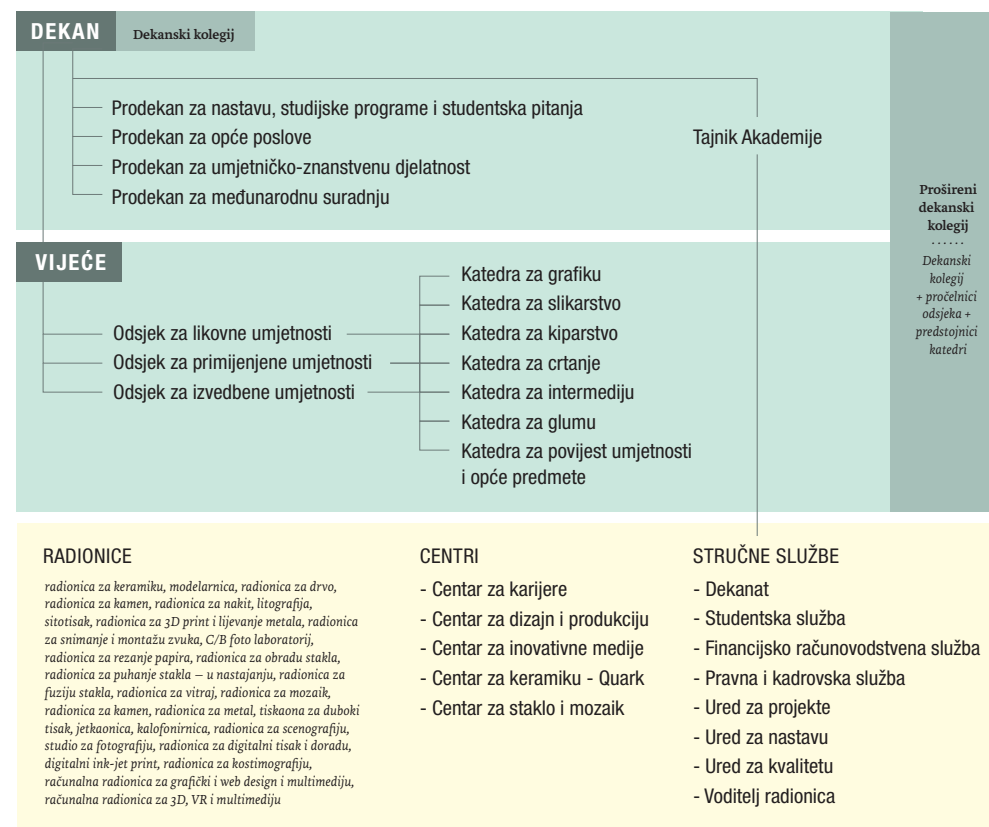 DEKAN
Dekanski kolegij
Prodekan za nastavu, studijske programe i studentska pitanja
Prodekan za opće poslove
Prodekan za umjetničko-znanstvenu djelatnost
Prodekan za međunarodnu suradnju
Tajnik Akademije
Prošireni
dekanski
kolegij
......
Dekanski
kolegij
+ pročelnici
odsjeka +
predstojnici
katedri
VIJEĆE
Odsjek za likovne umjetnosti
Odsjek za primijenjene umjetnosti
Odsjek za izvedbene umjetnosti
Katedra za grafiku
Katedra za slikarstvo
Katedra za kiparstvo
Katedra za crtanje
Katedra za intermediju
Katedra za glumu
Katedra za povijest umjetnosti
i opće predmete
RADIONICE
radionica za keramiku, modelarnica, radionica za drvo,
radionica za kamen, radionica za nakit, litografija,
sitotisak, radionica za 3D print i lijevanje metala, radionica
za snimanje i montažu zvuka, C/B foto laboratorij,
radionica za rezanje papira, radionica za obradu stakla,
radionica za puhanje stakla – u nastajanju, radionica za
fuziju stakla, radionica za vitraj, radionica za mozaik,
radionica za kamen, radionica za metal, tiskaona za duboki
tisak, jetkaonica, kalofonirnica, radionica za scenografiju,
studio za fotografiju, radionica za digitalni tisak i doradu,
digitalni ink-jet print, radionica za kostimografiju,
računalna radionica za grafički i web design i multimediju,
računalna radionica za 3D, VR i multimediju
CENTRI
- Centar za karijere
- Centar za dizajn i produkciju
- Centar za inovativne medije
- Centar za keramiku - Quark
- Centar za staklo i mozaik
STRUČNE SLUŽBE
- Dekanat
- Studentska služba
- Financijsko računovodstvena služba
- Pravna i kadrovska služba
- Ured za projekte
- Ured za nastavu
- Ured za kvalitetu
- Voditelj radionica